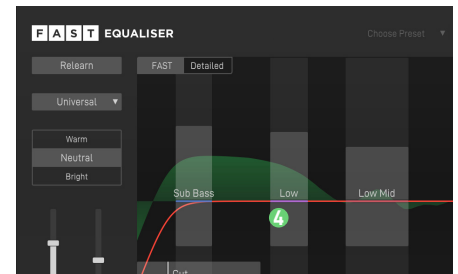 FAST EQUALISER
Choose Preset
Relearn
FAST Detailed
Universal
Warm
Neutral
Bright
Sub Bass Low Low Mid
4
Cut